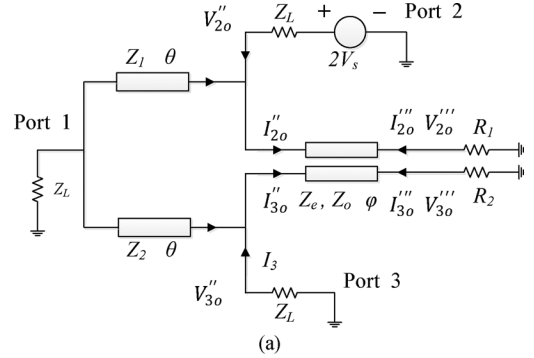 V''2o ZL + − Port 2
2Vs
Z1 θ
Port 1
I''2o I'''2o V'''2o R1
ZL
I''3o Ze, Zo φ I'''3o V'''3o R2
Z2 θ
I3
V''3o
Port 3
ZL
(a)